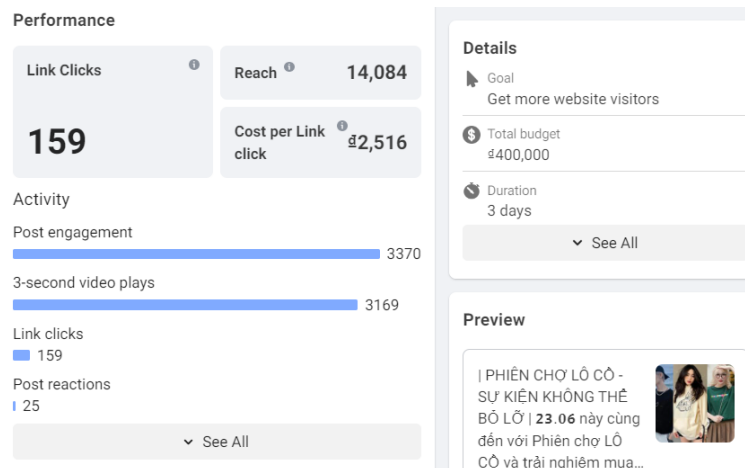 Performance
Link Clicks
159
Reach 14,084
Cost per Link click ₫2,516
Activity
Post engagement
3370
3-second video plays
3169
Link clicks
159
Post reactions
25
See All
Details
Goal
Get more website visitors
Total budget
₫400,000
Duration
3 days
See All
Preview
| PHIÊN CHỢ LÔ CỒ -
SỰ KIỆN KHÔNG THỂ
BỎ LỠ | 23.06 này cùng
đến với Phiên chợ LÔ
CỒ và trải nghiệm mua...